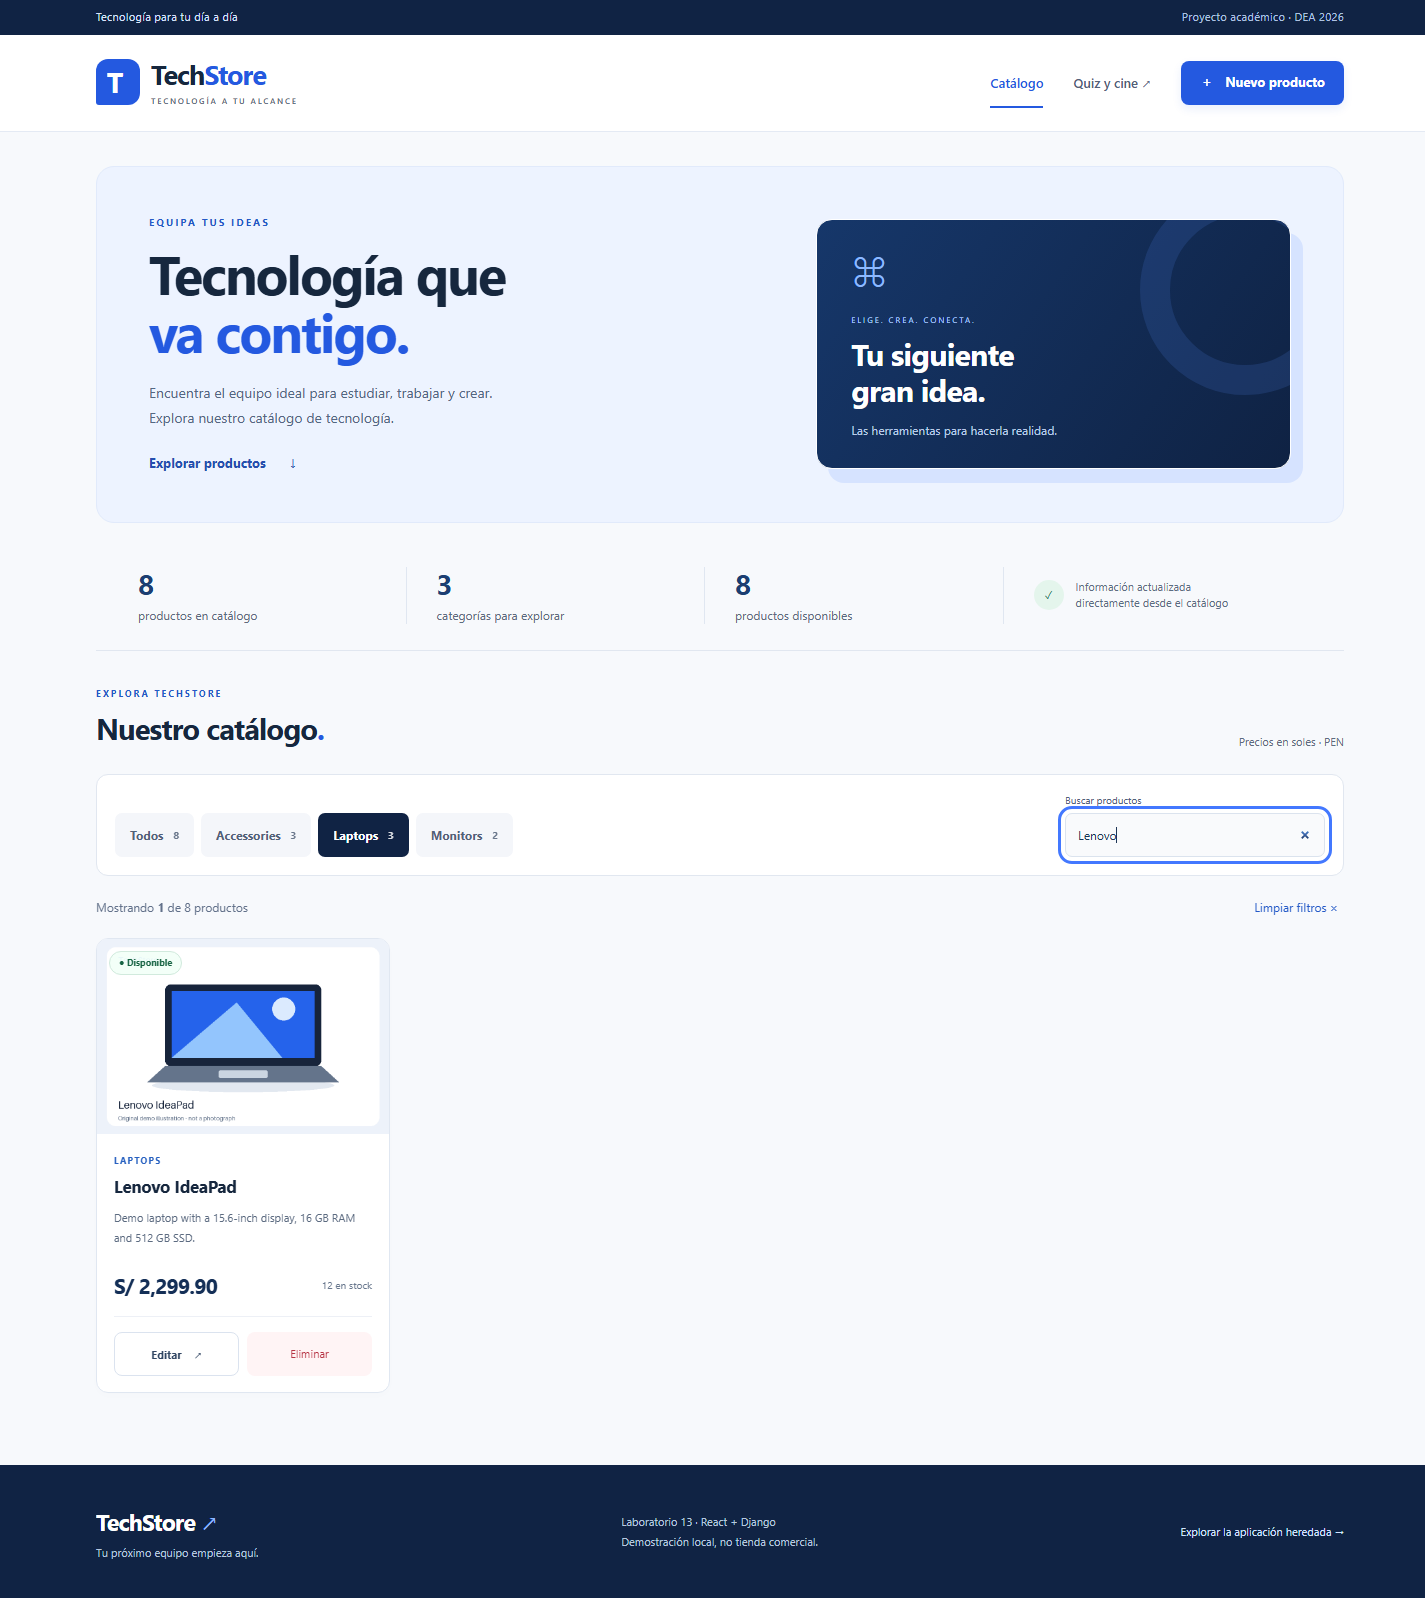 Tecnología para tu día a día
Proyecto académico · DEA 2026
T
TechStore
TECNOLOGÍA A TU ALCANCE
Catálogo
Quiz y cine ↗
+ Nuevo producto
EQUIPA TUS IDEAS
Tecnología que
va contigo.
Encuentra el equipo ideal para estudiar, trabajar y crear.
Explora nuestro catálogo de tecnología.
Explorar productos ↓
⌘
ELIGE. CREA. CONECTA.
Tu siguiente
gran idea.
Las herramientas para hacerla realidad.
8
productos en catálogo
3
categorías para explorar
8
productos disponibles
✓
Información actualizada
directamente desde el catálogo
EXPLORA TECHSTORE
Nuestro catálogo.
Precios en soles · PEN
Todos 8
Accessories 3
Laptops 3
Monitors 2
Buscar productos
Lenovo ×
Mostrando 1 de 8 productos
Limpiar filtros ×
● Disponible
Lenovo IdeaPad
Original demo illustration - not a photograph
LAPTOPS
Lenovo IdeaPad
Demo laptop with a 15.6-inch display, 16 GB RAM
and 512 GB SSD.
S/ 2,299.90
12 en stock
Editar ↗
Eliminar
TechStore ↗
Tu próximo equipo empieza aquí.
Laboratorio 13 · React + Django
Demostración local, no tienda comercial.
Explorar la aplicación heredada →